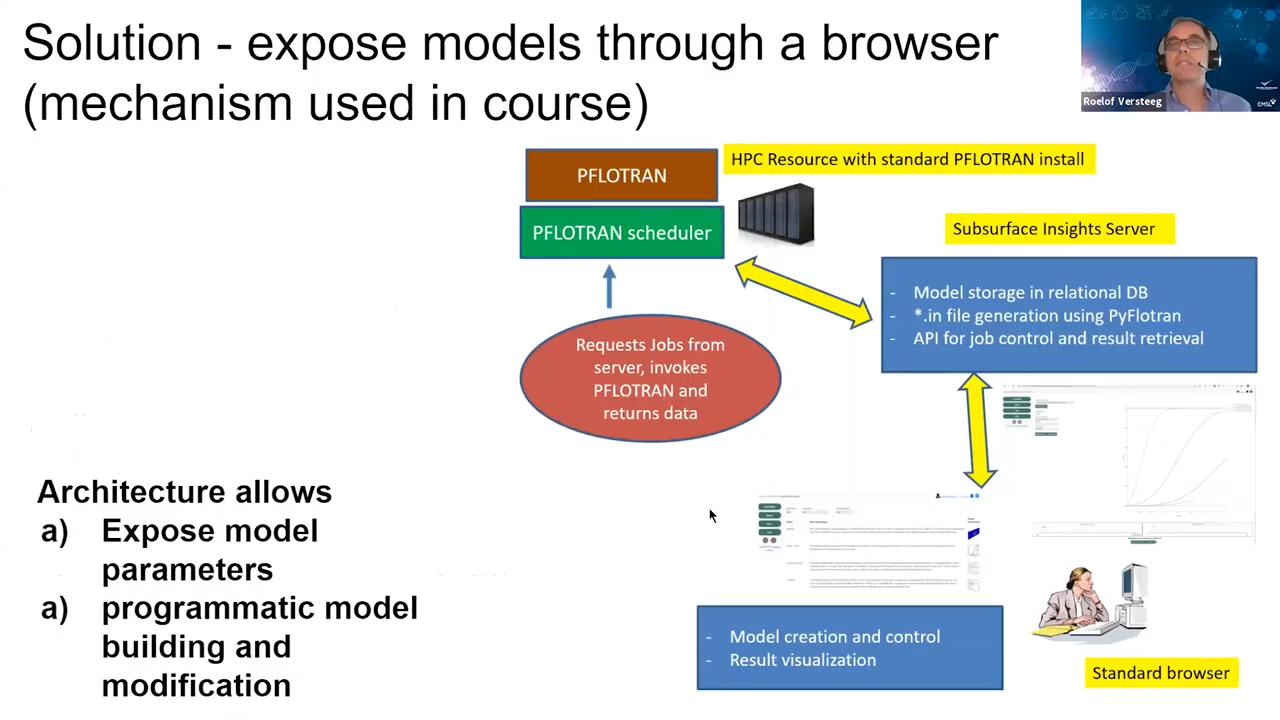 Solution - expose models through a browser
(mechanism used in course)
Roelof Versteeg
EMSL
PFLOTRAN
HPC Resource with standard PFLOTRAN install
PFLOTRAN scheduler
Subsurface Insights Server
- Model storage in relational DB
- *.in file generation using PyFlotran
- API for job control and result retrieval
Requests Jobs from
server, invokes
PFLOTRAN and
returns data
Architecture allows
a) Expose model
parameters
a) programmatic model
building and
modification
- Model creation and control
- Result visualization
Standard browser